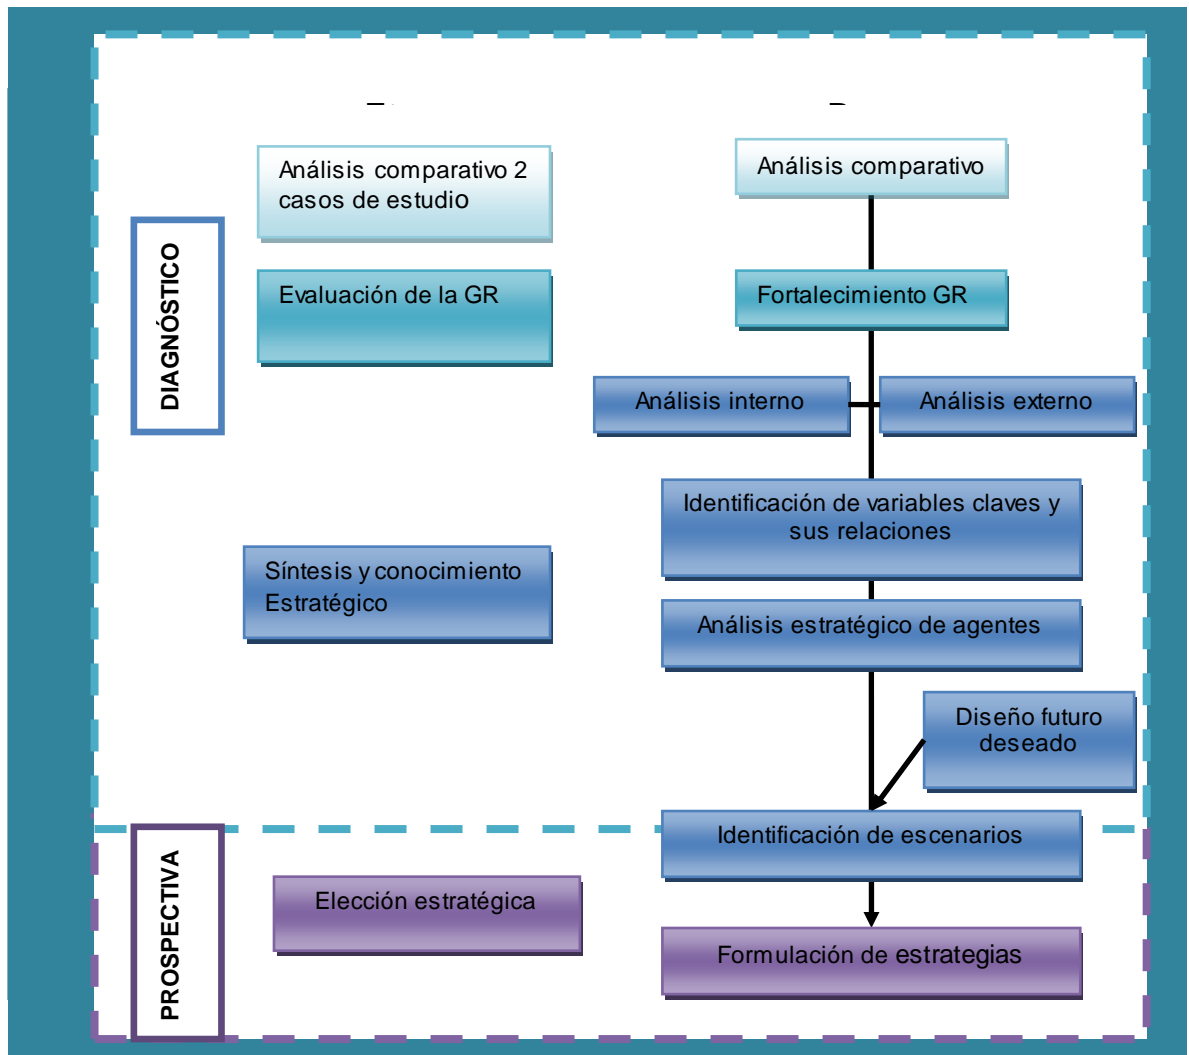 Análisis comparativo 2
casos de estudio
Análisis comparativo
DIAGNÓSTICO
Evaluación de la GR
Fortalecimiento GR
Análisis interno
Análisis externo
Identificación de variables claves y
sus relaciones
Síntesis y conocimiento
Estratégico
Análisis estratégico de agentes
Diseño futuro
deseado
Identificación de escenarios
PROSPECTIVA
Elección estratégica
Formulación de estrategias